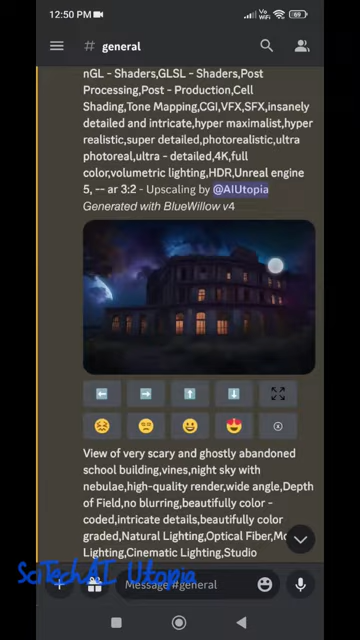 12:50 PM
Vo WiFi 69
# general
nGL - Shaders,GLSL - Shaders,Post
Processing,Post - Production,Cell
Shading,Tone Mapping,CGI,VFX,SFX,insanely
detailed and intricate,hyper maximalist,hyper
realistic,super detailed,photorealistic,ultra
photoreal,ultra - detailed,4K,full
color,volumetric lighting,HDR,Unreal engine
5, -- ar 3:2 - Upscaling by @AIUtopia
Generated with BlueWillow v4
View of very scary and ghostly abandoned
school building,vines,night sky with
nebulae,high-quality render,wide angle,Depth
of Field,no blurring,beautifully color -
coded,intricate details,beautifully color
graded,Natural Lighting,Optical Fiber,Mo
Lighting,Cinematic Lighting,Studio
SciTechAI Utopia
Message #general